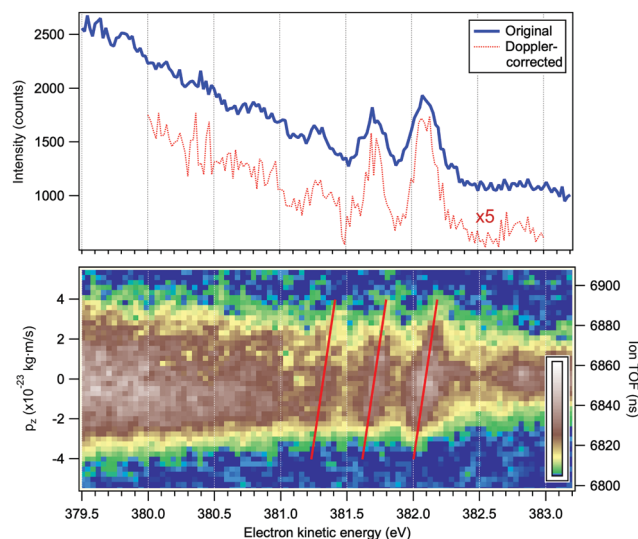 Original
Doppler-
corrected
2500
2000
1500
1000
Intensity (counts)
x5
4
2
0
-2
-4
p_z (x10^-23 kg·m/s)
6900
6880
6860
6840
6820
6800
Ion TOF (ns)
379.5 380.0 380.5 381.0 381.5 382.0 382.5 383.0
Electron kinetic energy (eV)